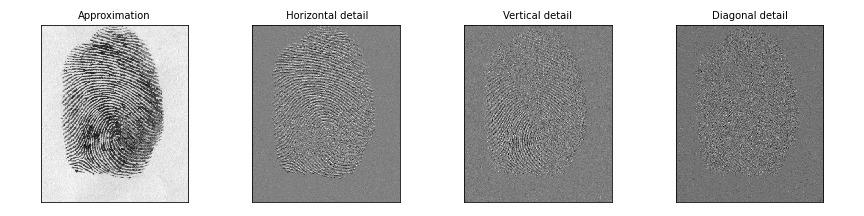 Approximation
Horizontal detail
Vertical detail
Diagonal detail